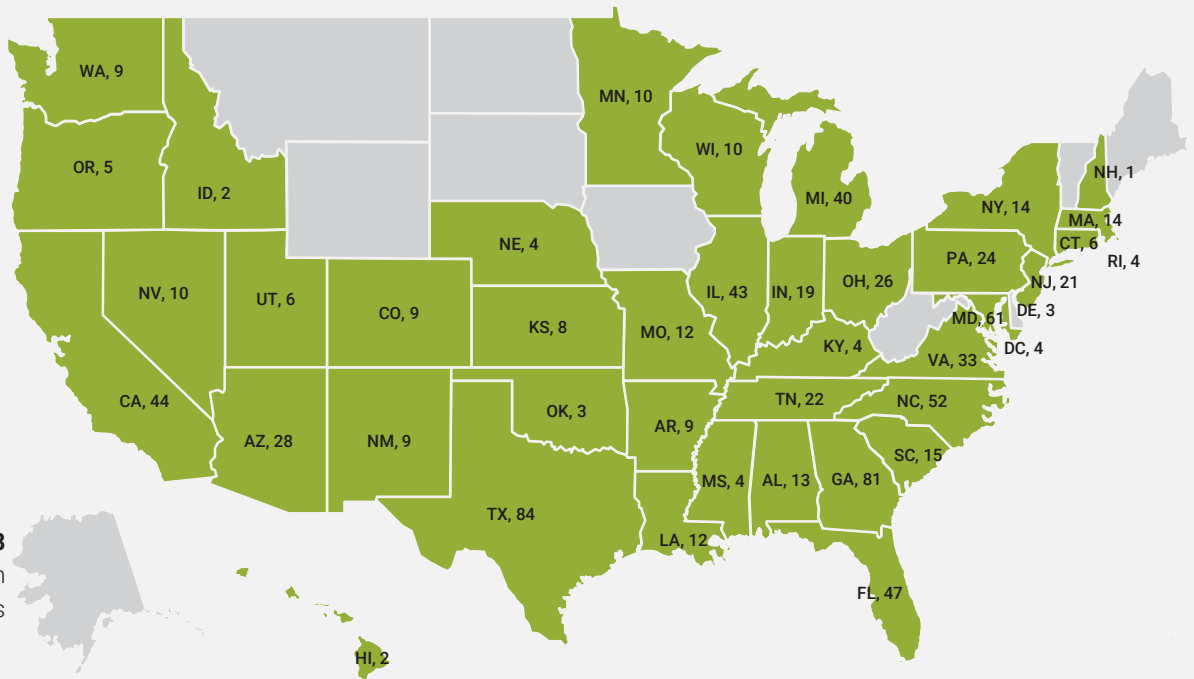 WA, 9
MN, 10
OR, 5
WI, 10
NH, 1
ID, 2
MI, 40
NY, 14
MA, 14
NE, 4
CT, 6
PA, 24
RI, 4
NV, 10
UT, 6
CO, 9
IL, 43
IN, 19
OH, 26
NJ, 21
KS, 8
MO, 12
MD, 61
DE, 3
KY, 4
DC, 4
VA, 33
CA, 44
TN, 22
NC, 52
OK, 3
AZ, 28
NM, 9
AR, 9
SC, 15
MS, 4
AL, 13
GA, 81
TX, 84
LA, 12
FL, 47
HI, 2